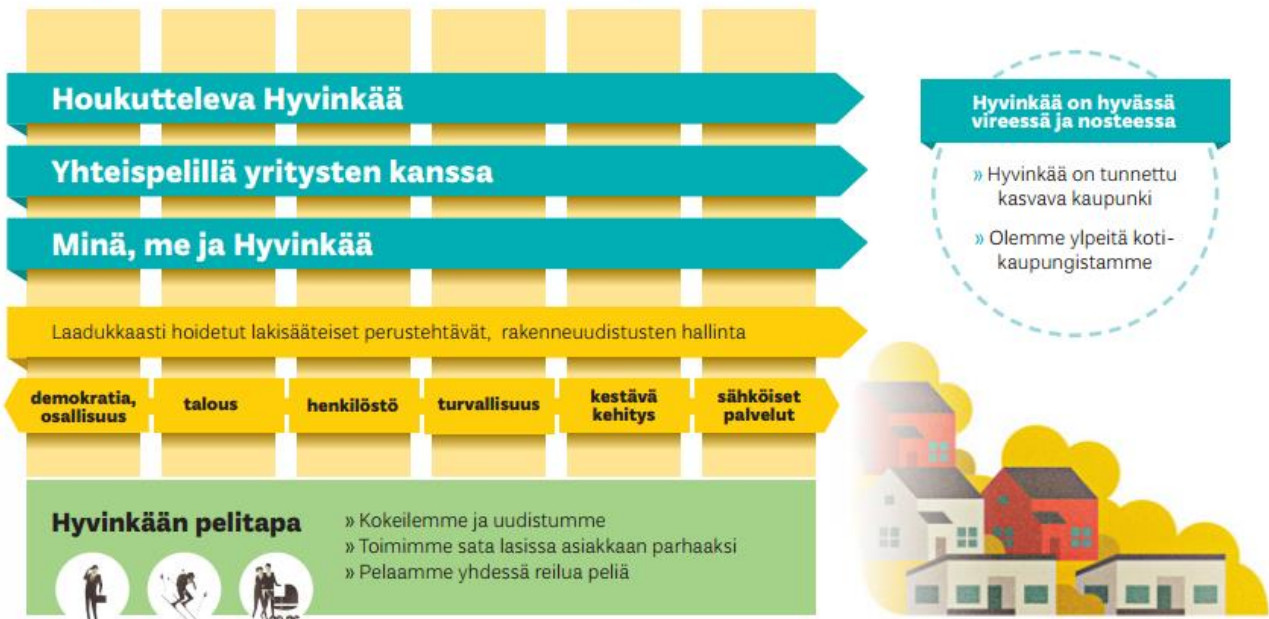 Houkutteleva Hyvinkää
Yhteispelillä yritysten kanssa
Minä, me ja Hyvinkää
Laadukkaasti hoidetut lakisääteiset perustehtävät, rakenneuudistusten hallinta
demokratia,
osallisuus
talous
henkilöstö
turvallisuus
kestävä
kehitys
sähköiset
palvelut
Hyvinkään pelitapa
» Kokeilemme ja uudistumme
» Toimimme sata lasissa asiakkaan parhaaksi
» Pelaamme yhdessä reilua peliä
Hyvinkää on hyvässä
vireessä ja nosteessa
» Hyvinkää on tunnettu
kasvava kaupunki
» Olemme ylpeitä koti-
kaupungistamme